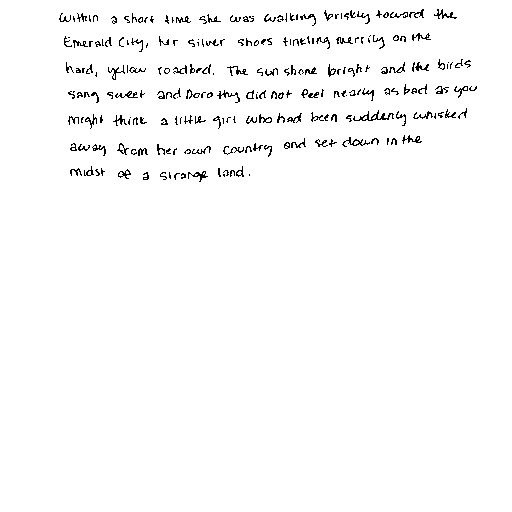 Within a short time she was walking briskly toward the
Emerald City, her silver shoes tinkling merrily on the
hard, yellow roadbed. The sun shone bright and the birds
sang sweet and Dorothy did not feel nearly as bad as you
might think a little girl who had been suddenly whisked
away from her own country and set down in the
midst of a strange land.